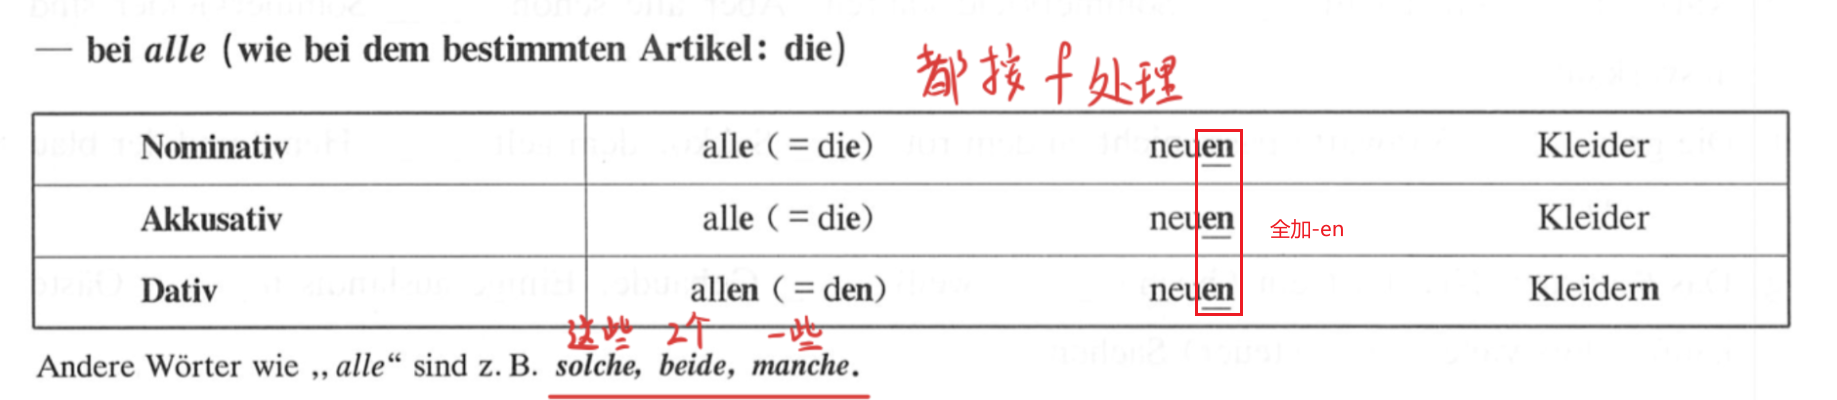 — bei alle (wie bei dem bestimmten Artikel: die)
都按f处理
Nominativ alle ( = die) neuen Kleider
Akkusativ alle ( = die) neuen Kleider
全加-en
Dativ allen ( = den) neuen Kleidern
这些 2个 一些
Andere Wörter wie ,,alle“ sind z. B. solche, beide, manche.